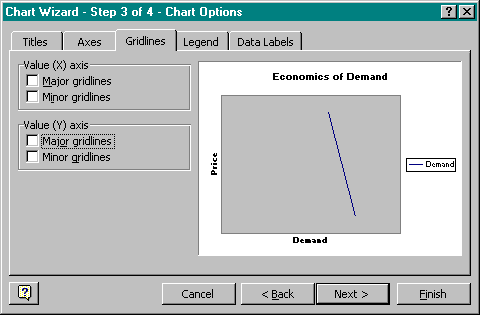 Chart Wizard - Step 3 of 4 - Chart Options
Titles Axes Gridlines Legend Data Labels
Value (X) axis
Major gridlines
Minor gridlines
Value (Y) axis
Major gridlines
Minor gridlines
Economics of Demand
Price
Demand
Demand
Cancel < Back Next > Finish